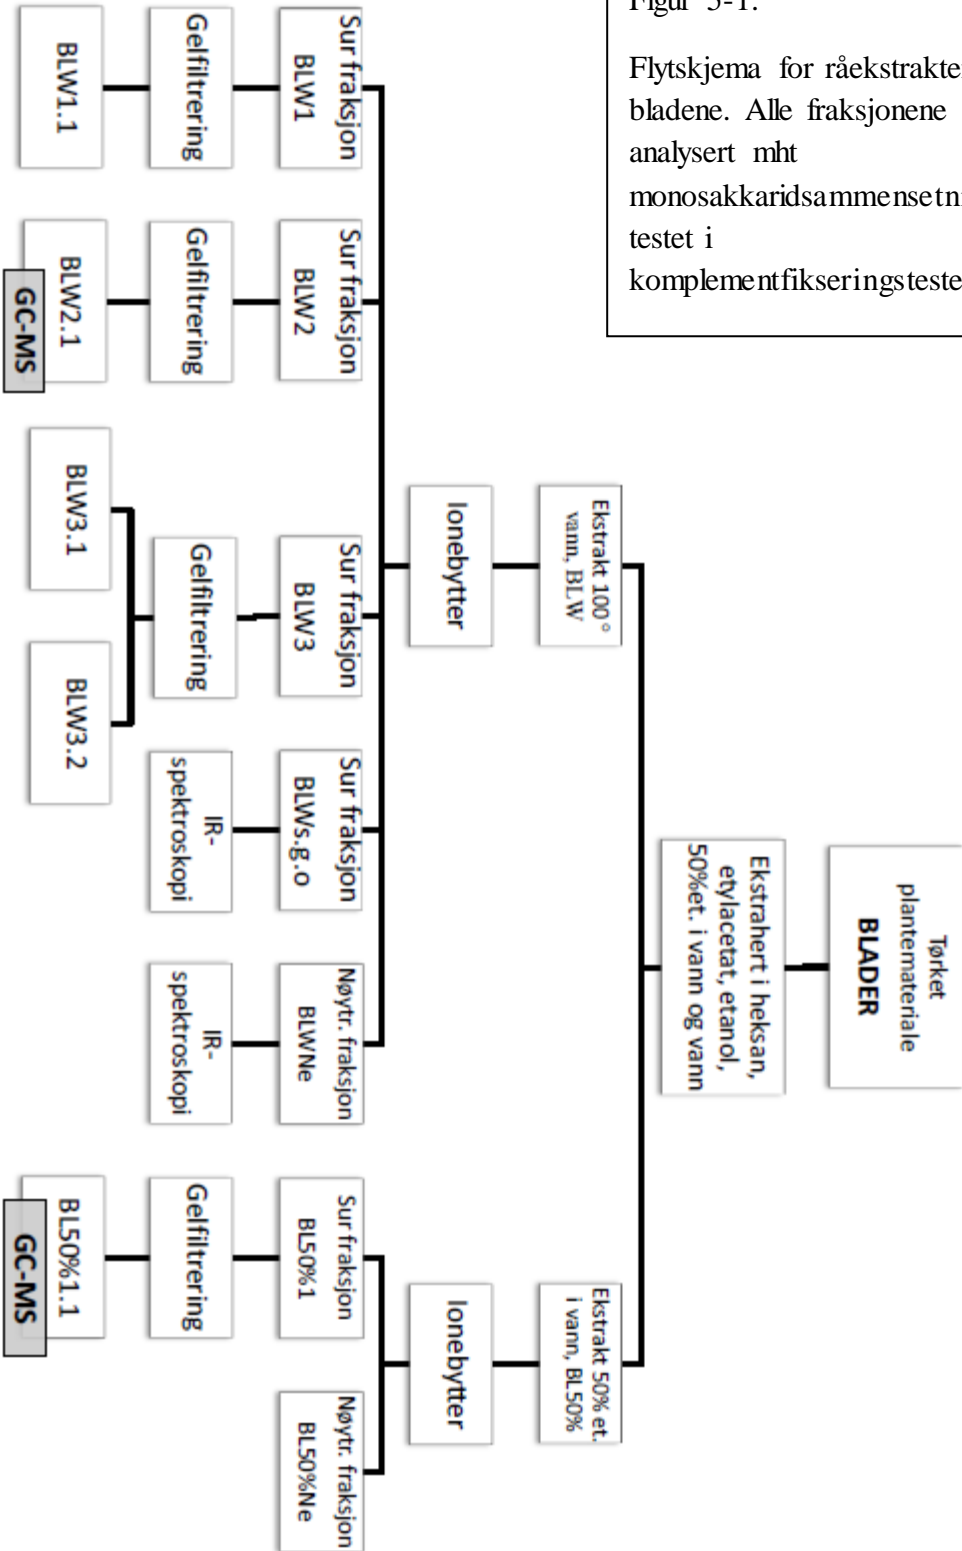 Figur 5-1:
Flytskjema for råekstrakte
bladene. Alle fraksjonene
analysert mht
monosakkaridsammensetn
testet i
komplementfikseringsteste
Tørket
plantemateriale
BLADER
Ekstrahert i heksan,
etylacetat, etanol,
50%et. i vann og vann
Ekstrakt 100°
vann, BLW
Ekstrakt 50% et.
i vann, BL50%
Ionebytter
Ionebytter
Sur fraksjon
BLW1
Sur fraksjon
BLW2
Sur fraksjon
BLW3
Sur fraksjon
BLWs.g.o
Nøytr. fraksjon
BLWNe
Sur fraksjon
BL50%1
Nøytr. fraksjon
BL50%Ne
Gelfiltrering
Gelfiltrering
Gelfiltrering
IR-
spektroskopi
IR-
spektroskopi
Gelfiltrering
BLW1.1
BLW2.1
GC-MS
BLW3.1
BLW3.2
BL50%1.1
GC-MS